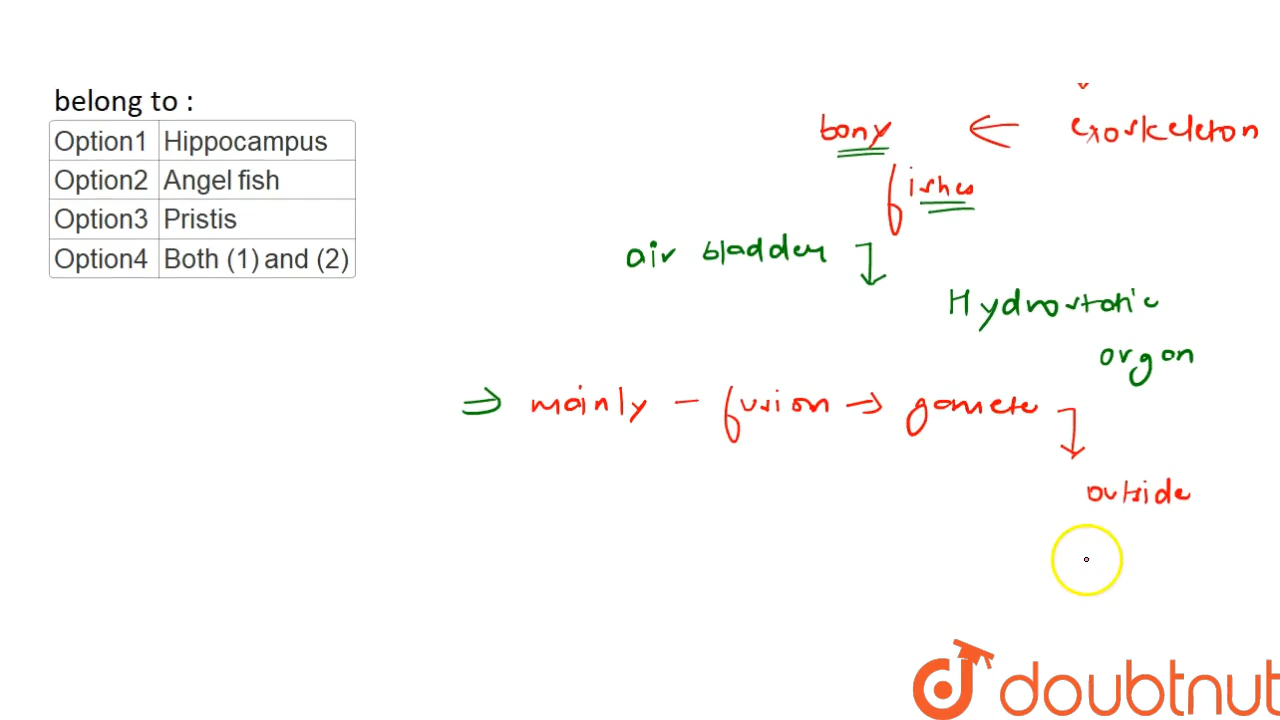 belong to :
Option1 Hippocampus
Option2 Angel fish
Option3 Pristis
Option4 Both (1) and (2)
bony ← exoskeleton
fishes
air bladder
Hydrostatic
organ
⇒ mainly - fusion → gamete
outside
doubtnut